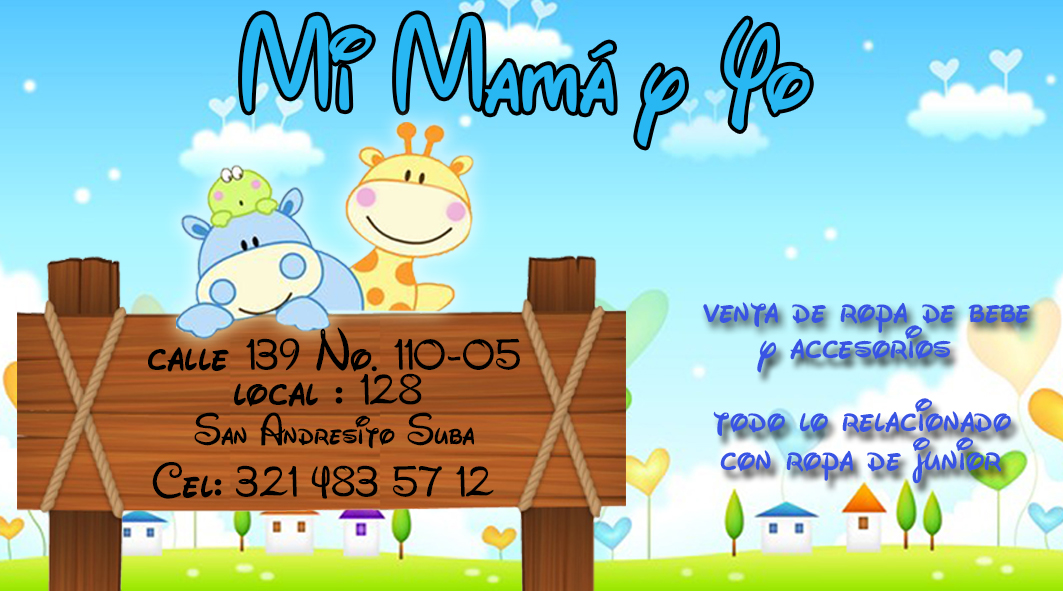 Mi Mamá y Yo
calle 139 No. 110-05
local : 128
San Andresito Suba
Cel: 321 483 57 12
venta de ropa de bebe
y accesorios
todo lo relacionado
con ropa de junior